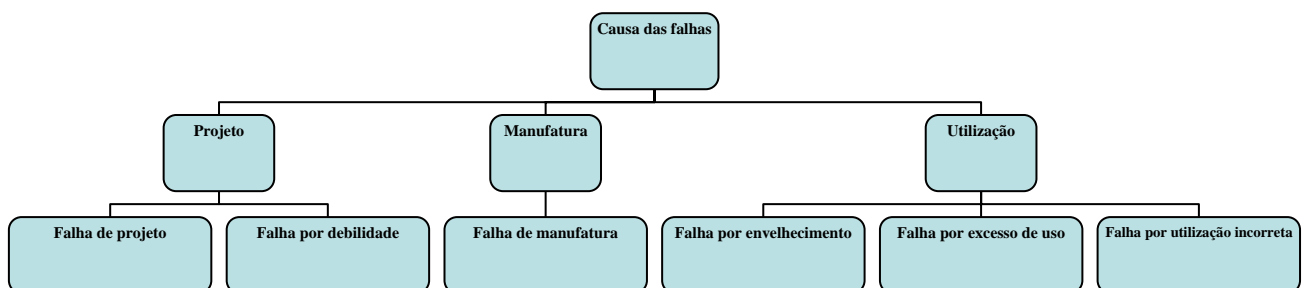 Causa das falhas
Projeto
Manufatura
Utilização
Falha de projeto
Falha por debilidade
Falha de manufatura
Falha por envelhecimento
Falha por excesso de uso
Falha por utilização incorreta